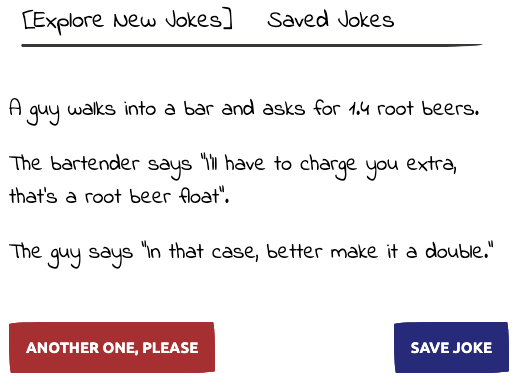 [Explore New Jokes] Saved Jokes
A guy walks into a bar and asks for 1.4 root beers.
The bartender says "I'll have to charge you extra,
that's a root beer float".
The guy says "In that case, better make it a double."
ANOTHER ONE, PLEASE SAVE JOKE